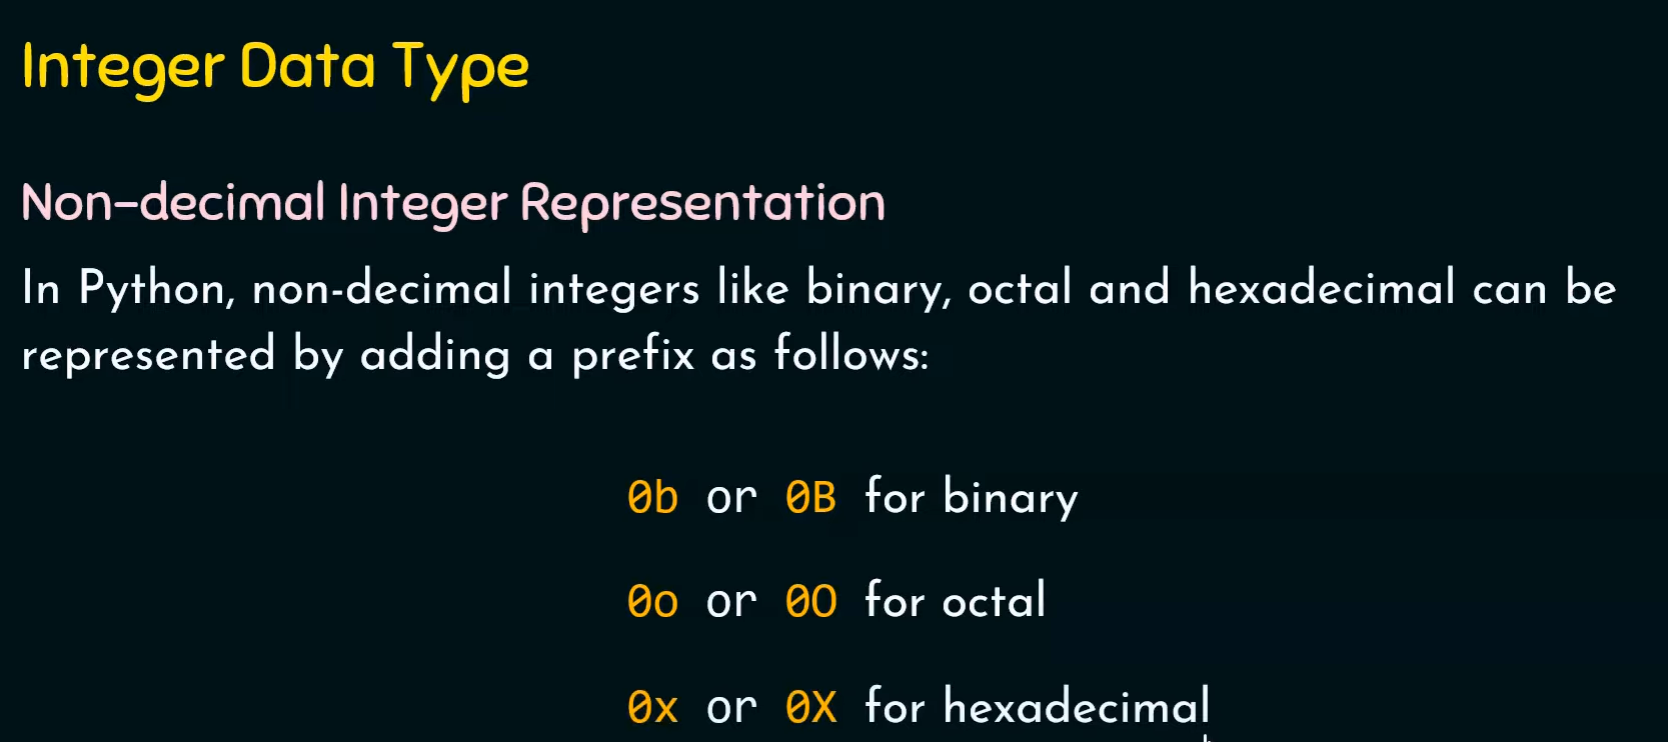 Integer Data Type
Non-decimal Integer Representation
In Python, non-decimal integers like binary, octal and hexadecimal can be
represented by adding a prefix as follows:
0b or 0B for binary
0o or 0O for octal
0x or 0X for hexadecimal